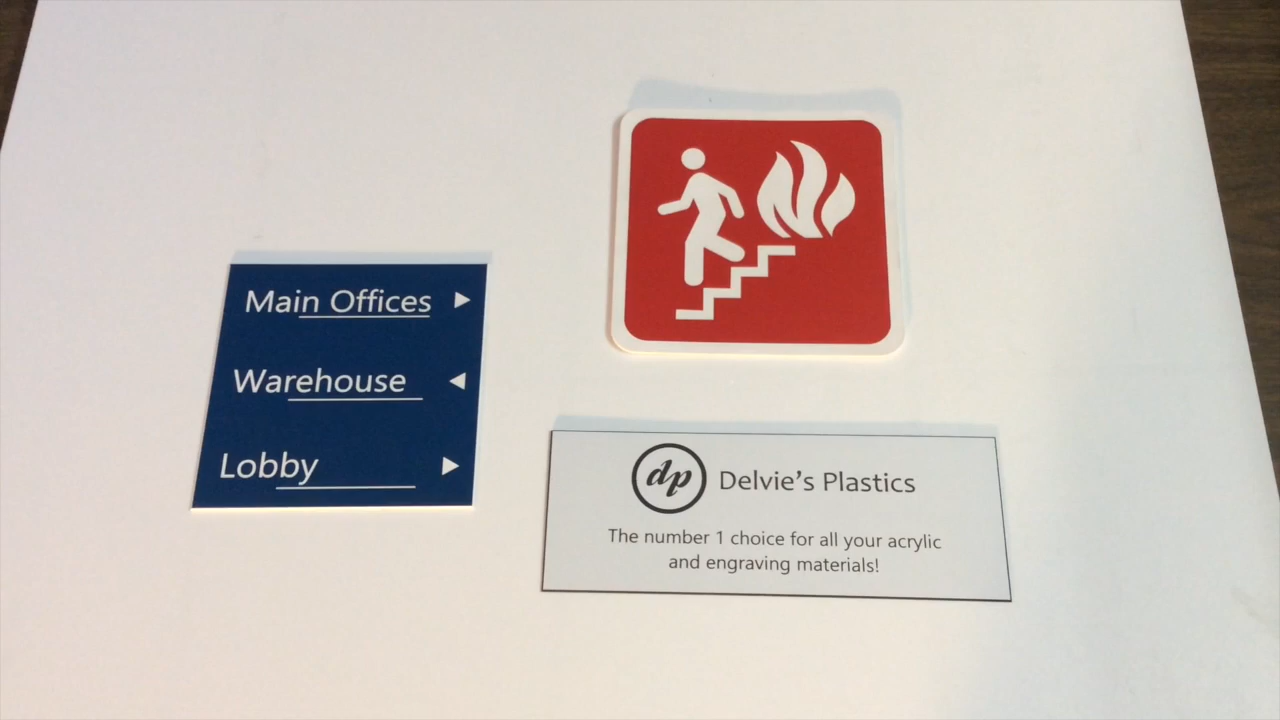 Main Offices ▶
Warehouse ◀
Lobby ▶
dp Delvie's Plastics
The number 1 choice for all your acrylic
and engraving materials!